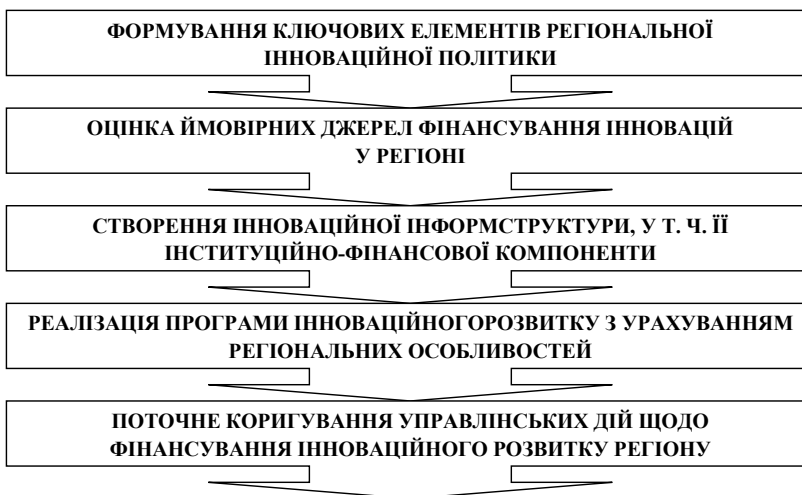 ФОРМУВАННЯ КЛЮЧОВИХ ЕЛЕМЕНТІВ РЕГІОНАЛЬНОЇ
ІННОВАЦІЙНОЇ ПОЛІТИКИ
ОЦІНКА ЙМОВІРНИХ ДЖЕРЕЛ ФІНАНСУВАННЯ ІННОВАЦІЙ
У РЕГІОНІ
СТВОРЕННЯ ІННОВАЦІЙНОЇ ІНФОРМСТРУКТУРИ, У Т. Ч. ЇЇ
ІНСТИТУЦІЙНО-ФІНАНСОВОЇ КОМПОНЕНТИ
РЕАЛІЗАЦІЯ ПРОГРАМИ ІННОВАЦІЙНОГОРОЗВИТКУ З УРАХУВАННЯМ
РЕГІОНАЛЬНИХ ОСОБЛИВОСТЕЙ
ПОТОЧНЕ КОРИГУВАННЯ УПРАВЛІНСЬКИХ ДІЙ ЩОДО
ФІНАНСУВАННЯ ІННОВАЦІЙНОГО РОЗВИТКУ РЕГІОНУ